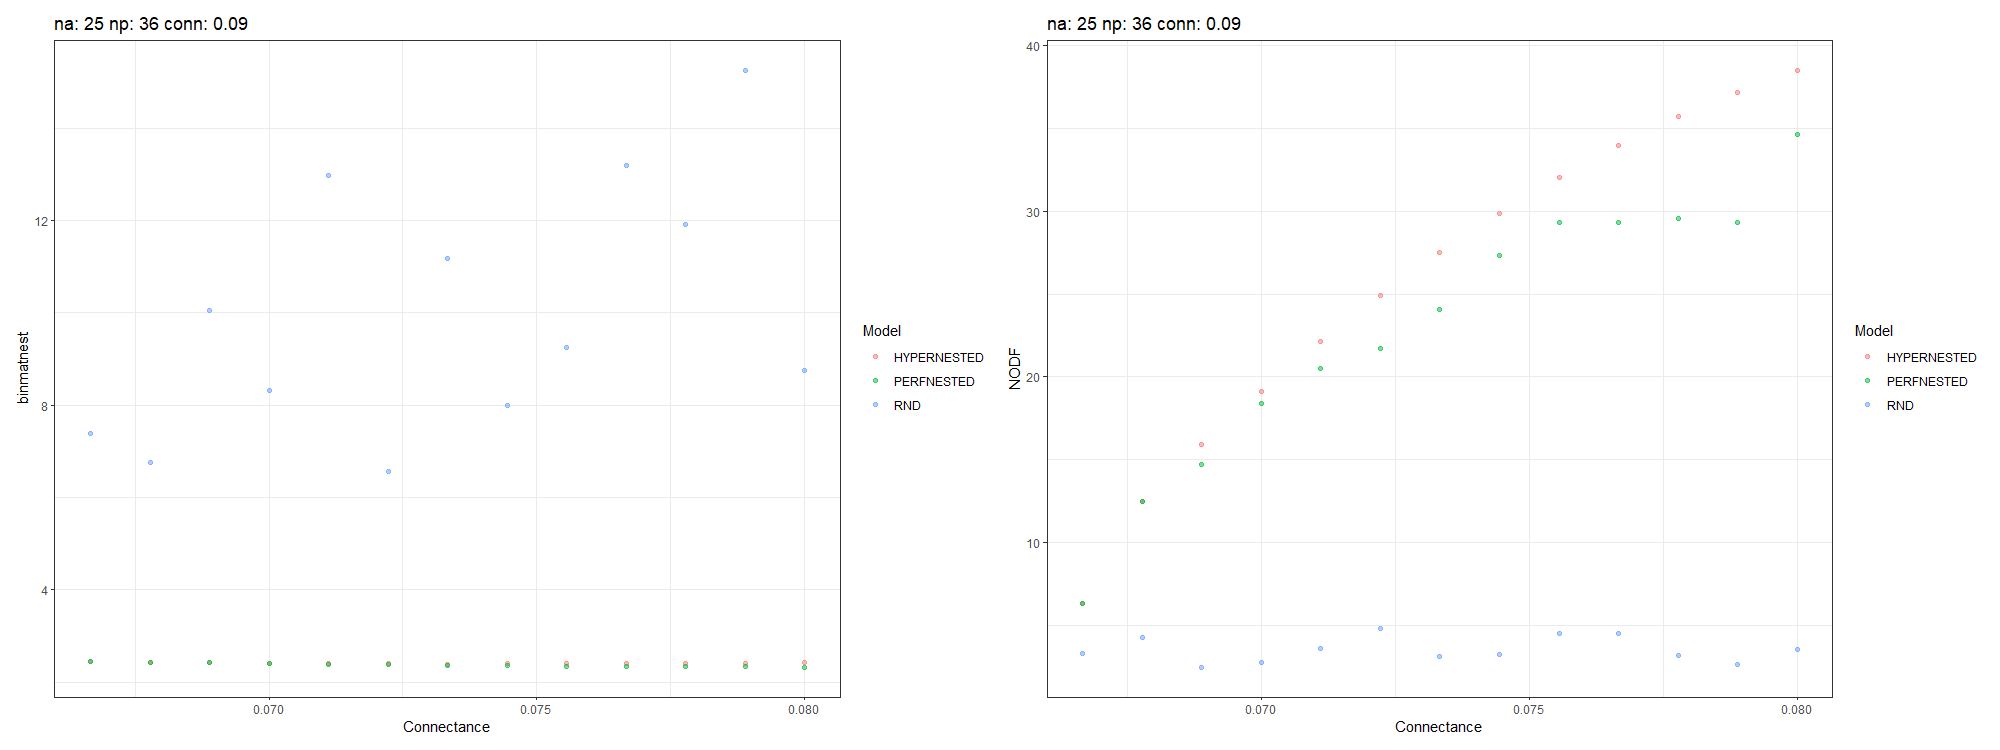 na: 25 np: 36 conn: 0.09
binmatnest
12
8
4
0.070
0.075
0.080
Connectance
Model
HYPERNESTED
PERFNESTED
RND
na: 25 np: 36 conn: 0.09
NODF
40
30
20
10
0.070
0.075
0.080
Connectance
Model
HYPERNESTED
PERFNESTED
RND